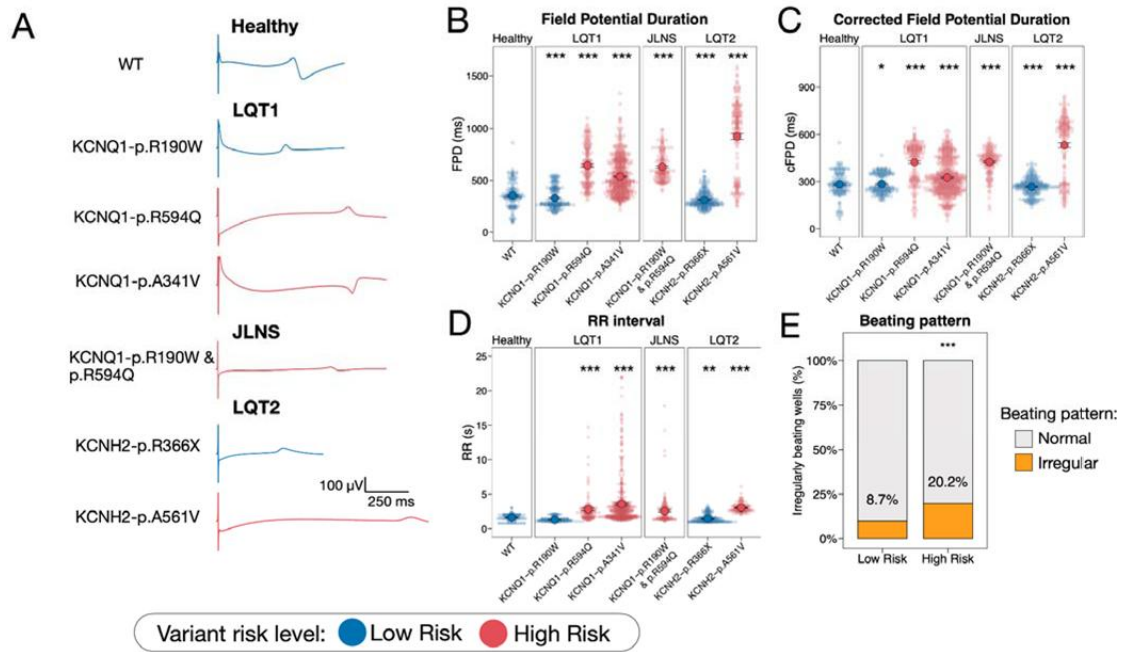 A
Healthy
WT
LQT1
KCNQ1-p.R190W
KCNQ1-p.R594Q
KCNQ1-p.A341V
JLNS
KCNQ1-p.R190W &
p.R594Q
LQT2
KCNH2-p.R366X
100 µV
250 ms
KCNH2-p.A561V
B
Field Potential Duration
Healthy LQT1 JLNS LQT2
*** *** *** *** *** ***
1500
1000
500
0
FPD (ms)
WT
KCNQ1-p.R190W
KCNQ1-p.R594Q
KCNQ1-p.A341V
KCNQ1-p.R190W
& p.R594Q
KCNH2-p.R366X
KCNH2-p.A561V
C
Corrected Field Potential Duration
Healthy LQT1 JLNS LQT2
* *** *** *** *** ***
900
600
300
0
cFPD (ms)
WT
KCNQ1-p.R190W
KCNQ1-p.R594Q
KCNQ1-p.A341V
KCNQ1-p.R190W
& p.R594Q
KCNH2-p.R366X
KCNH2-p.A561V
D
RR interval
Healthy LQT1 JLNS LQT2
*** *** *** ** ***
25
20
15
10
5
0
RR (s)
WT
KCNQ1-p.R190W
KCNQ1-p.R594Q
KCNQ1-p.A341V
KCNQ1-p.R190W
& p.R594Q
KCNH2-p.R366X
KCNH2-p.A561V
E
Beating pattern
***
100%
75%
50%
25%
0%
Irregularly beating wells (%)
8.7%
20.2%
Low Risk High Risk
Beating pattern:
Normal
Irregular
Variant risk level: Low Risk High Risk